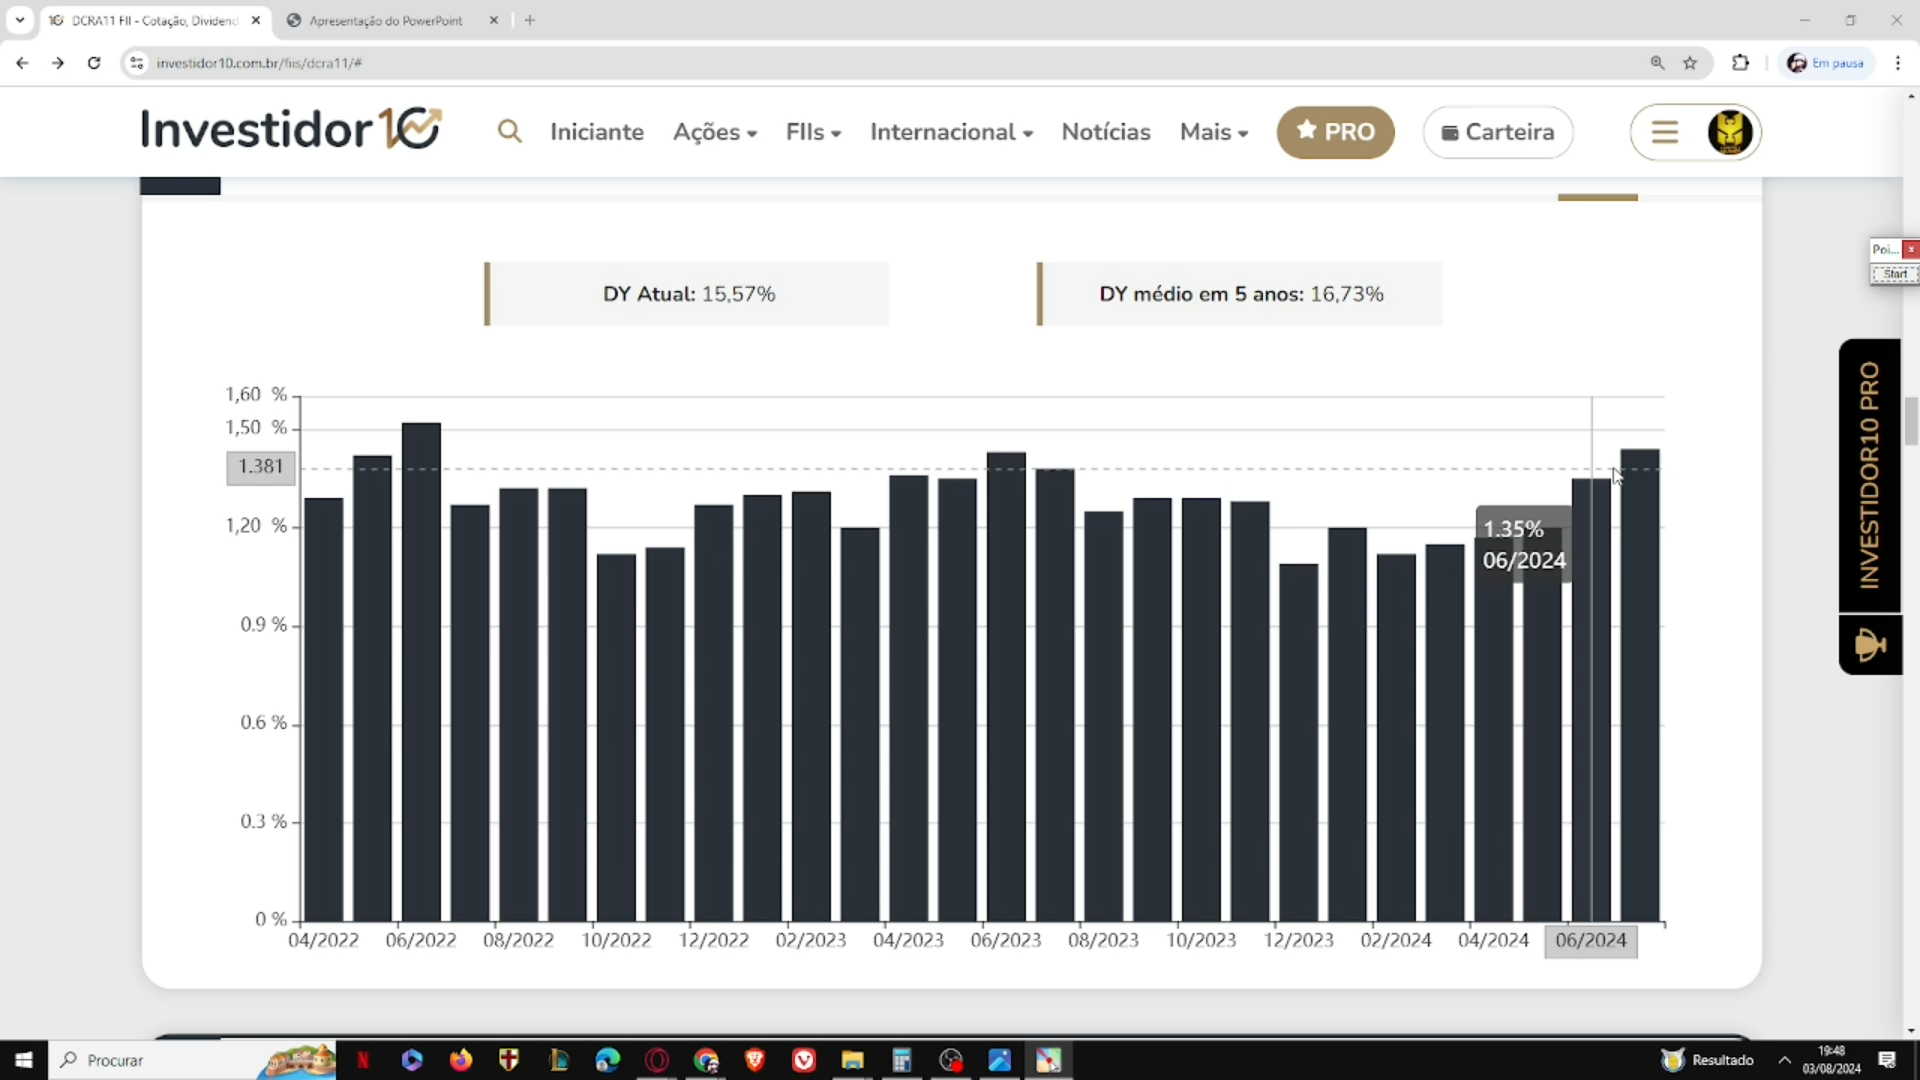 DCRA11 FII - Cotação, Dividend
Apresentação do PowerPoint
investidor10.com.br/fiis/dcra11/#
Em pausa
Investidor10
Iniciante
Ações
FIIs
Internacional
Notícias
Mais
PRO
Carteira
Poi...
Start
DY Atual: 15,57%
DY médio em 5 anos: 16,73%
INVESTIDOR10 PRO
1,60 %
1,50 %
1.381
1,20 %
0.9 %
0.6 %
0.3 %
0 %
1.35%
06/2024
04/2022
06/2022
08/2022
10/2022
12/2022
02/2023
04/2023
06/2023
08/2023
10/2023
12/2023
02/2024
04/2024
06/2024
Procurar
Resultado
19:48
03/08/2024